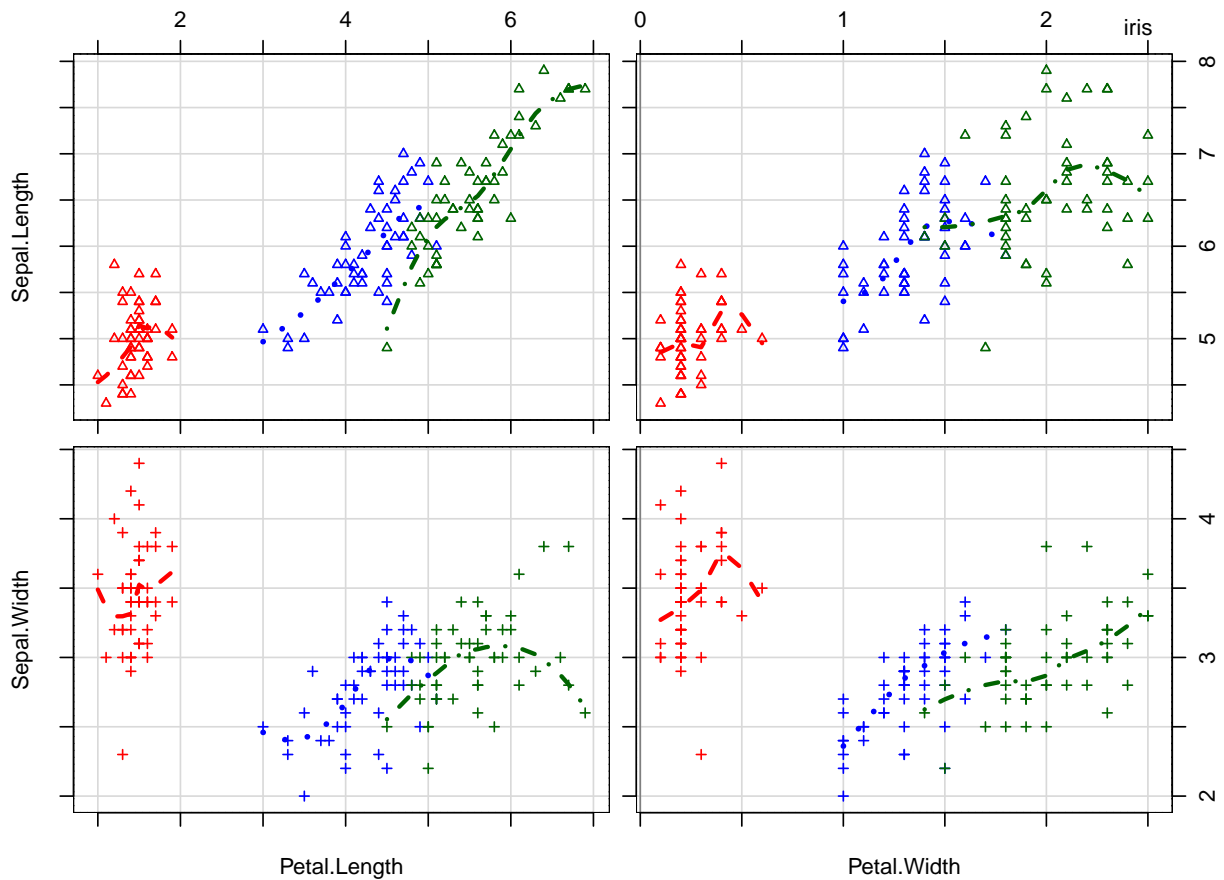 2 4 6 0 1 2
iris
Sepal.Length
5 6 7 8
Sepal.Width
2 3 4
Petal.Length Petal.Width